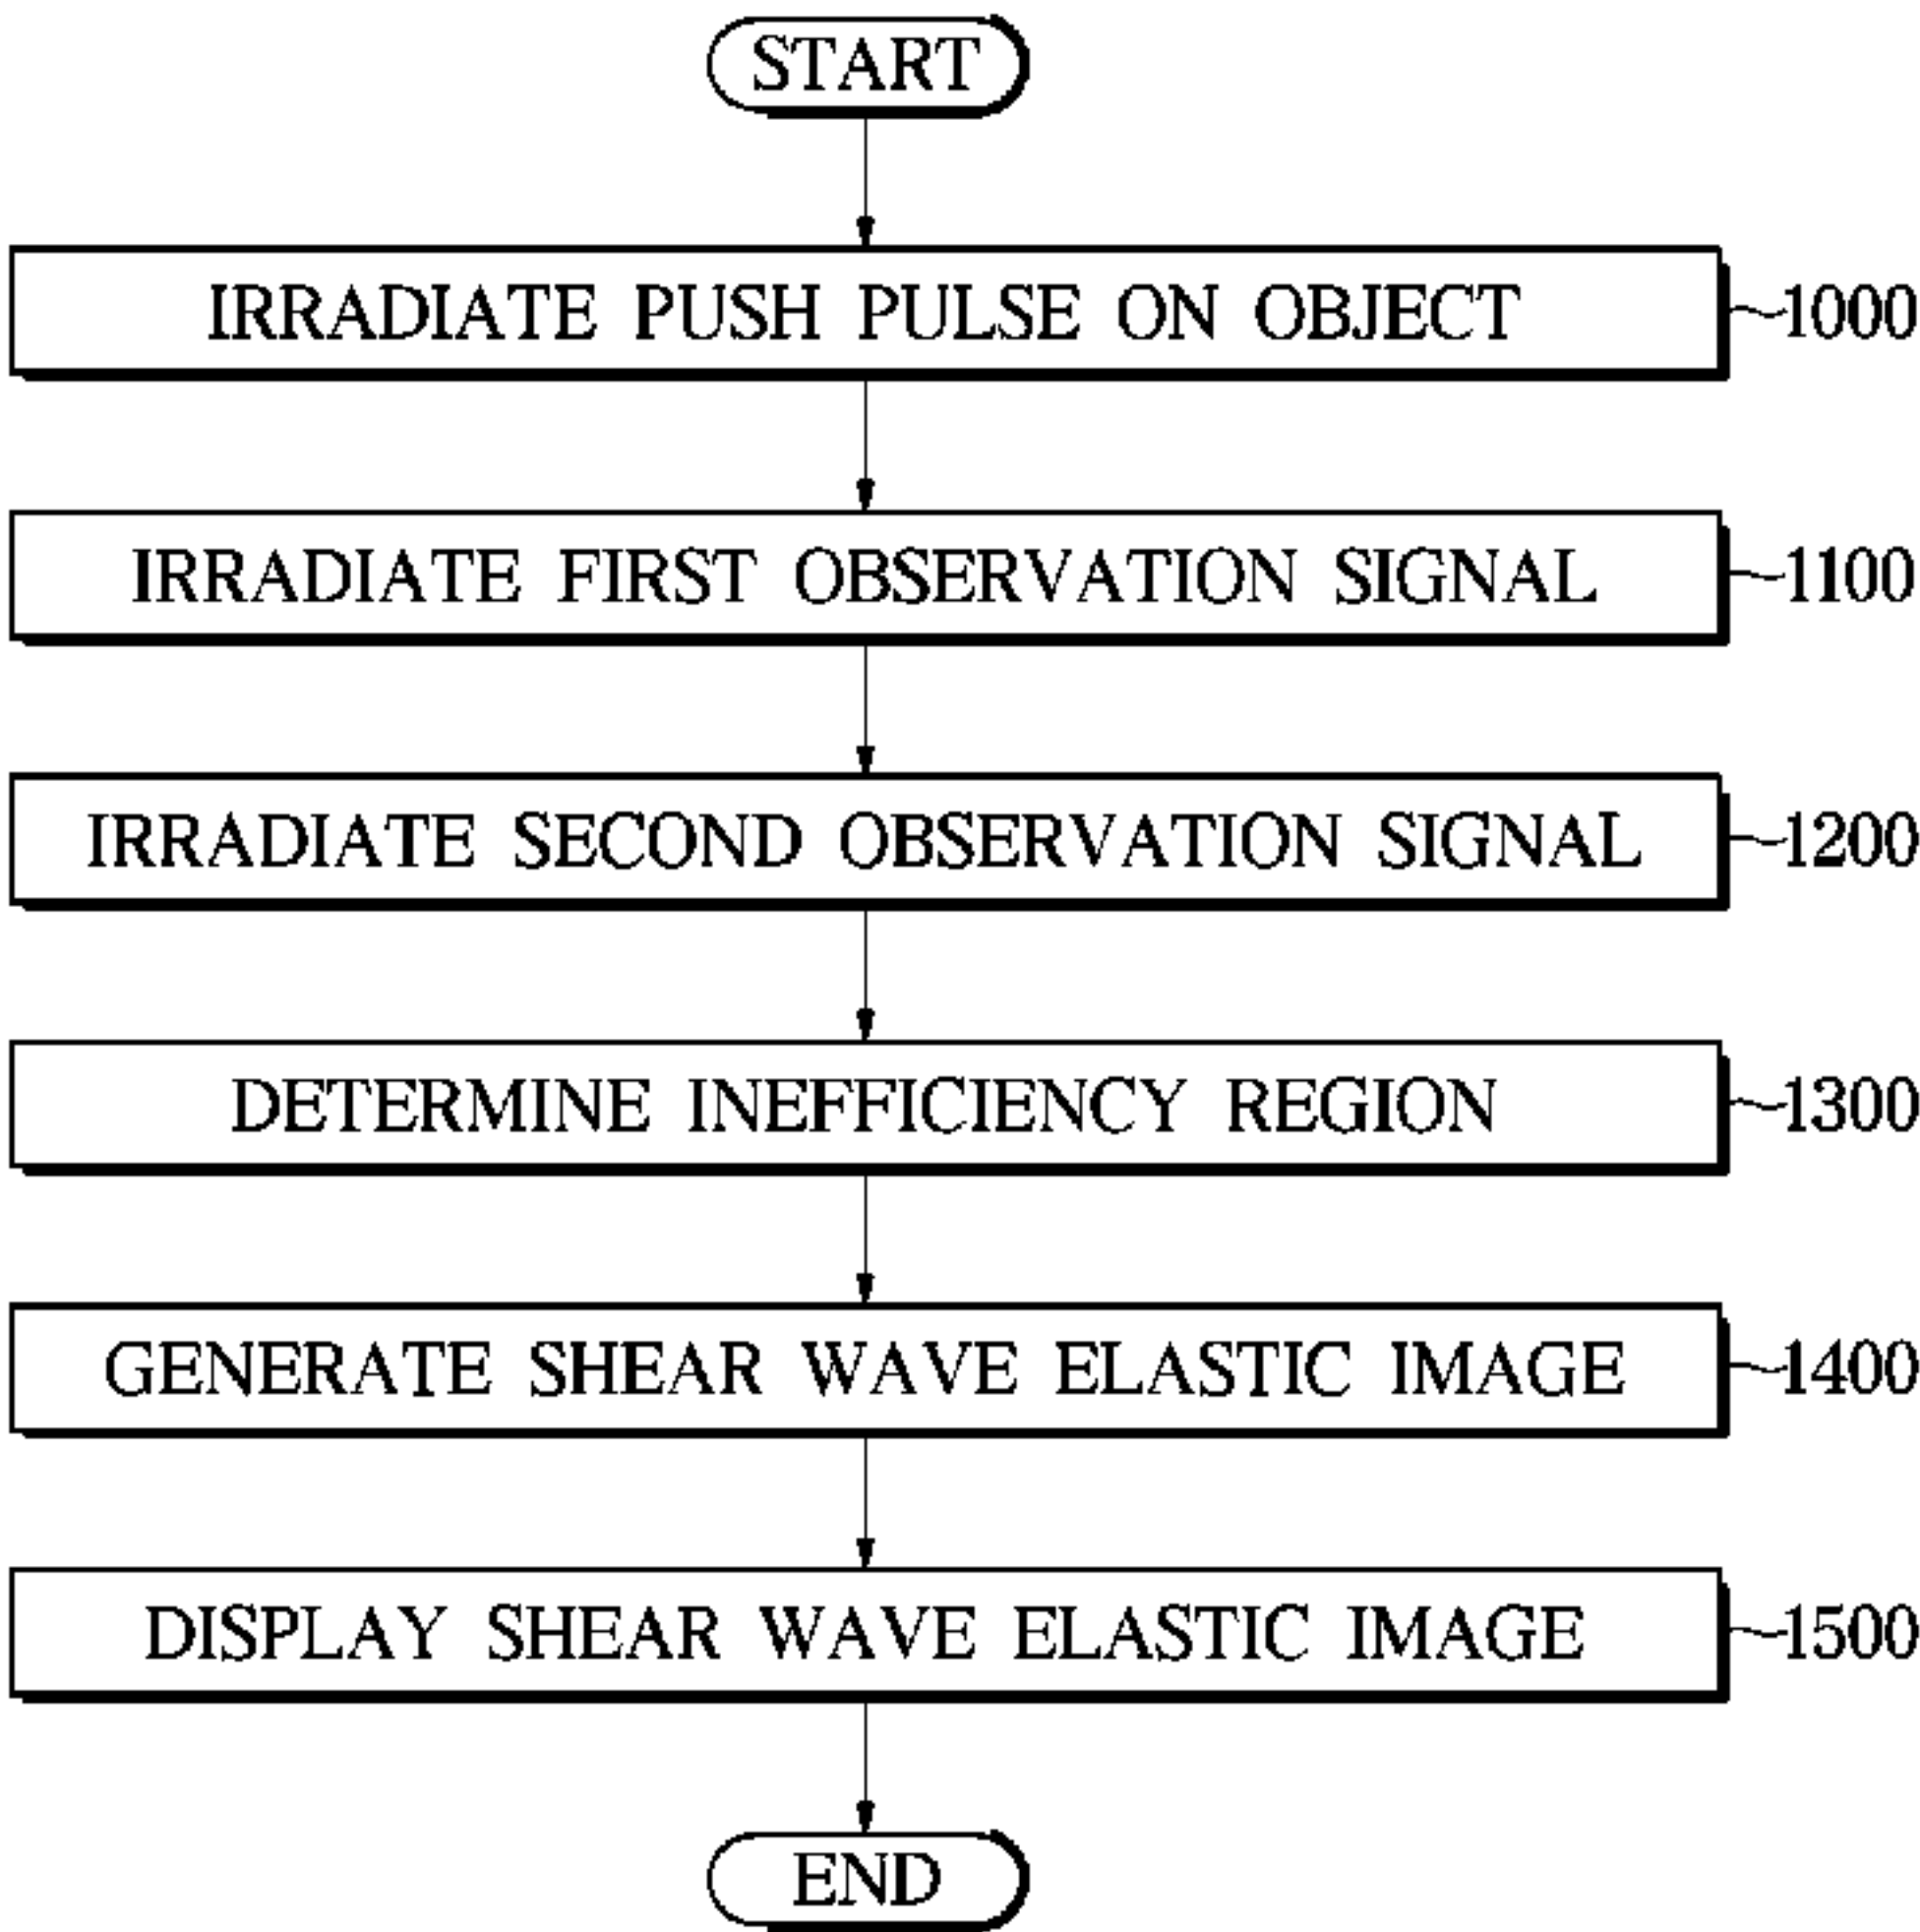 START
IRRADIATE PUSH PULSE ON OBJECT 1000
IRRADIATE FIRST OBSERVATION SIGNAL 1100
IRRADIATE SECOND OBSERVATION SIGNAL 1200
DETERMINE INEFFICIENCY REGION 1300
GENERATE SHEAR WAVE ELASTIC IMAGE 1400
DISPLAY SHEAR WAVE ELASTIC IMAGE 1500
END